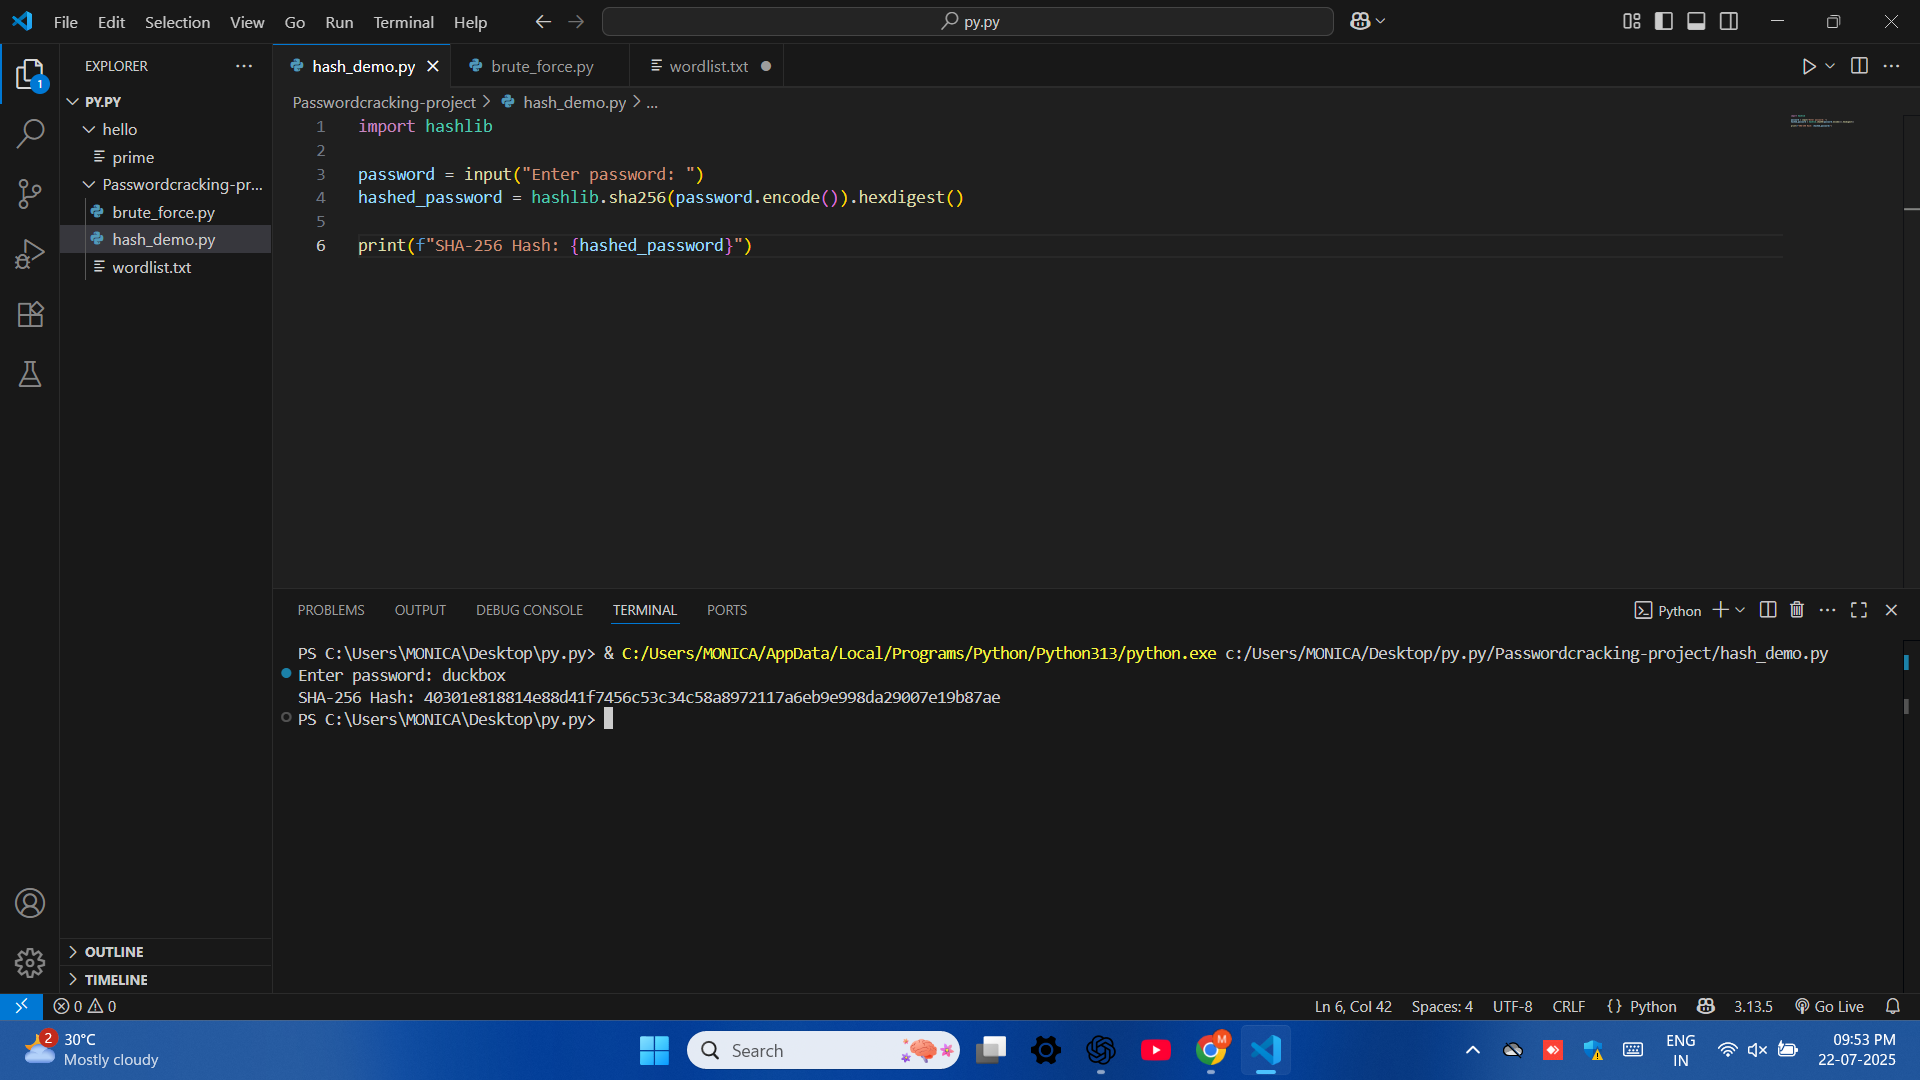 File Edit Selection View Go Run Terminal Help
py.py
EXPLORER
hash_demo.py
brute_force.py
wordlist.txt
1
PY.PY
hello
prime
Passwordcracking-pr...
brute_force.py
hash_demo.py
wordlist.txt
Passwordcracking-project > hash_demo.py > ...
1 import hashlib
2
3 password = input("Enter password: ")
4 hashed_password = hashlib.sha256(password.encode()).hexdigest()
5
6 print(f"SHA-256 Hash: {hashed_password}")
PROBLEMS OUTPUT DEBUG CONSOLE TERMINAL PORTS
Python
PS C:\Users\MONICA\Desktop\py.py> & C:/Users/MONICA/AppData/Local/Programs/Python/Python313/python.exe c:/Users/MONICA/Desktop/py.py/Passwordcracking-project/hash_demo.py
Enter password: duckbox
SHA-256 Hash: 40301e818814e88d41f7456c53c34c58a8972117a6eb9e998da29007e19b87ae
PS C:\Users\MONICA\Desktop\py.py>
OUTLINE
TIMELINE
0 0
Ln 6, Col 42 Spaces: 4 UTF-8 CRLF {} Python 3.13.5 Go Live
2
30°C
Mostly cloudy
Search
M
ENG
IN
09:53 PM
22-07-2025